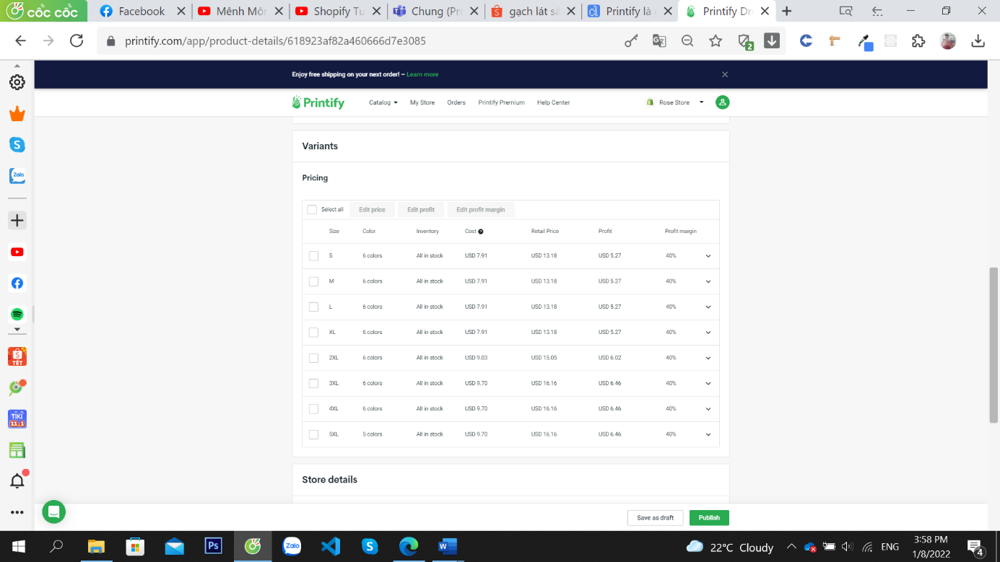 cốc cốc
Facebook
Mênh Môn
Shopify Tu
Chung (Pr
gạch lát sâ
Printify là
Printify Dr
printify.com/app/product-details/618923af82a460666d7e3085
2
Enjoy free shipping on your next order! – Learn more
Printify
Catalog
My Store
Orders
Printify Premium
Help Center
Rose Store
Variants
Pricing
Select all Edit price Edit profit Edit profit margin
Size Color Inventory Cost Retail Price Profit Profit margin
S 6 colors All in stock USD 7.91 USD 13.18 USD 5.27 40%
M 6 colors All in stock USD 7.91 USD 13.18 USD 5.27 40%
L 6 colors All in stock USD 7.91 USD 13.18 USD 5.27 40%
XL 6 colors All in stock USD 7.91 USD 13.18 USD 5.27 40%
2XL 6 colors All in stock USD 9.03 USD 15.05 USD 6.02 40%
3XL 6 colors All in stock USD 9.70 USD 16.16 USD 6.46 40%
4XL 6 colors All in stock USD 9.70 USD 16.16 USD 6.46 40%
5XL 5 colors All in stock USD 9.70 USD 16.16 USD 6.46 40%
Store details
Save as draft
Publish
Zalo
TẾT
TIKI
11.1
Ps
Zalo
22°C Cloudy
ENG
3:58 PM
1/8/2022
4